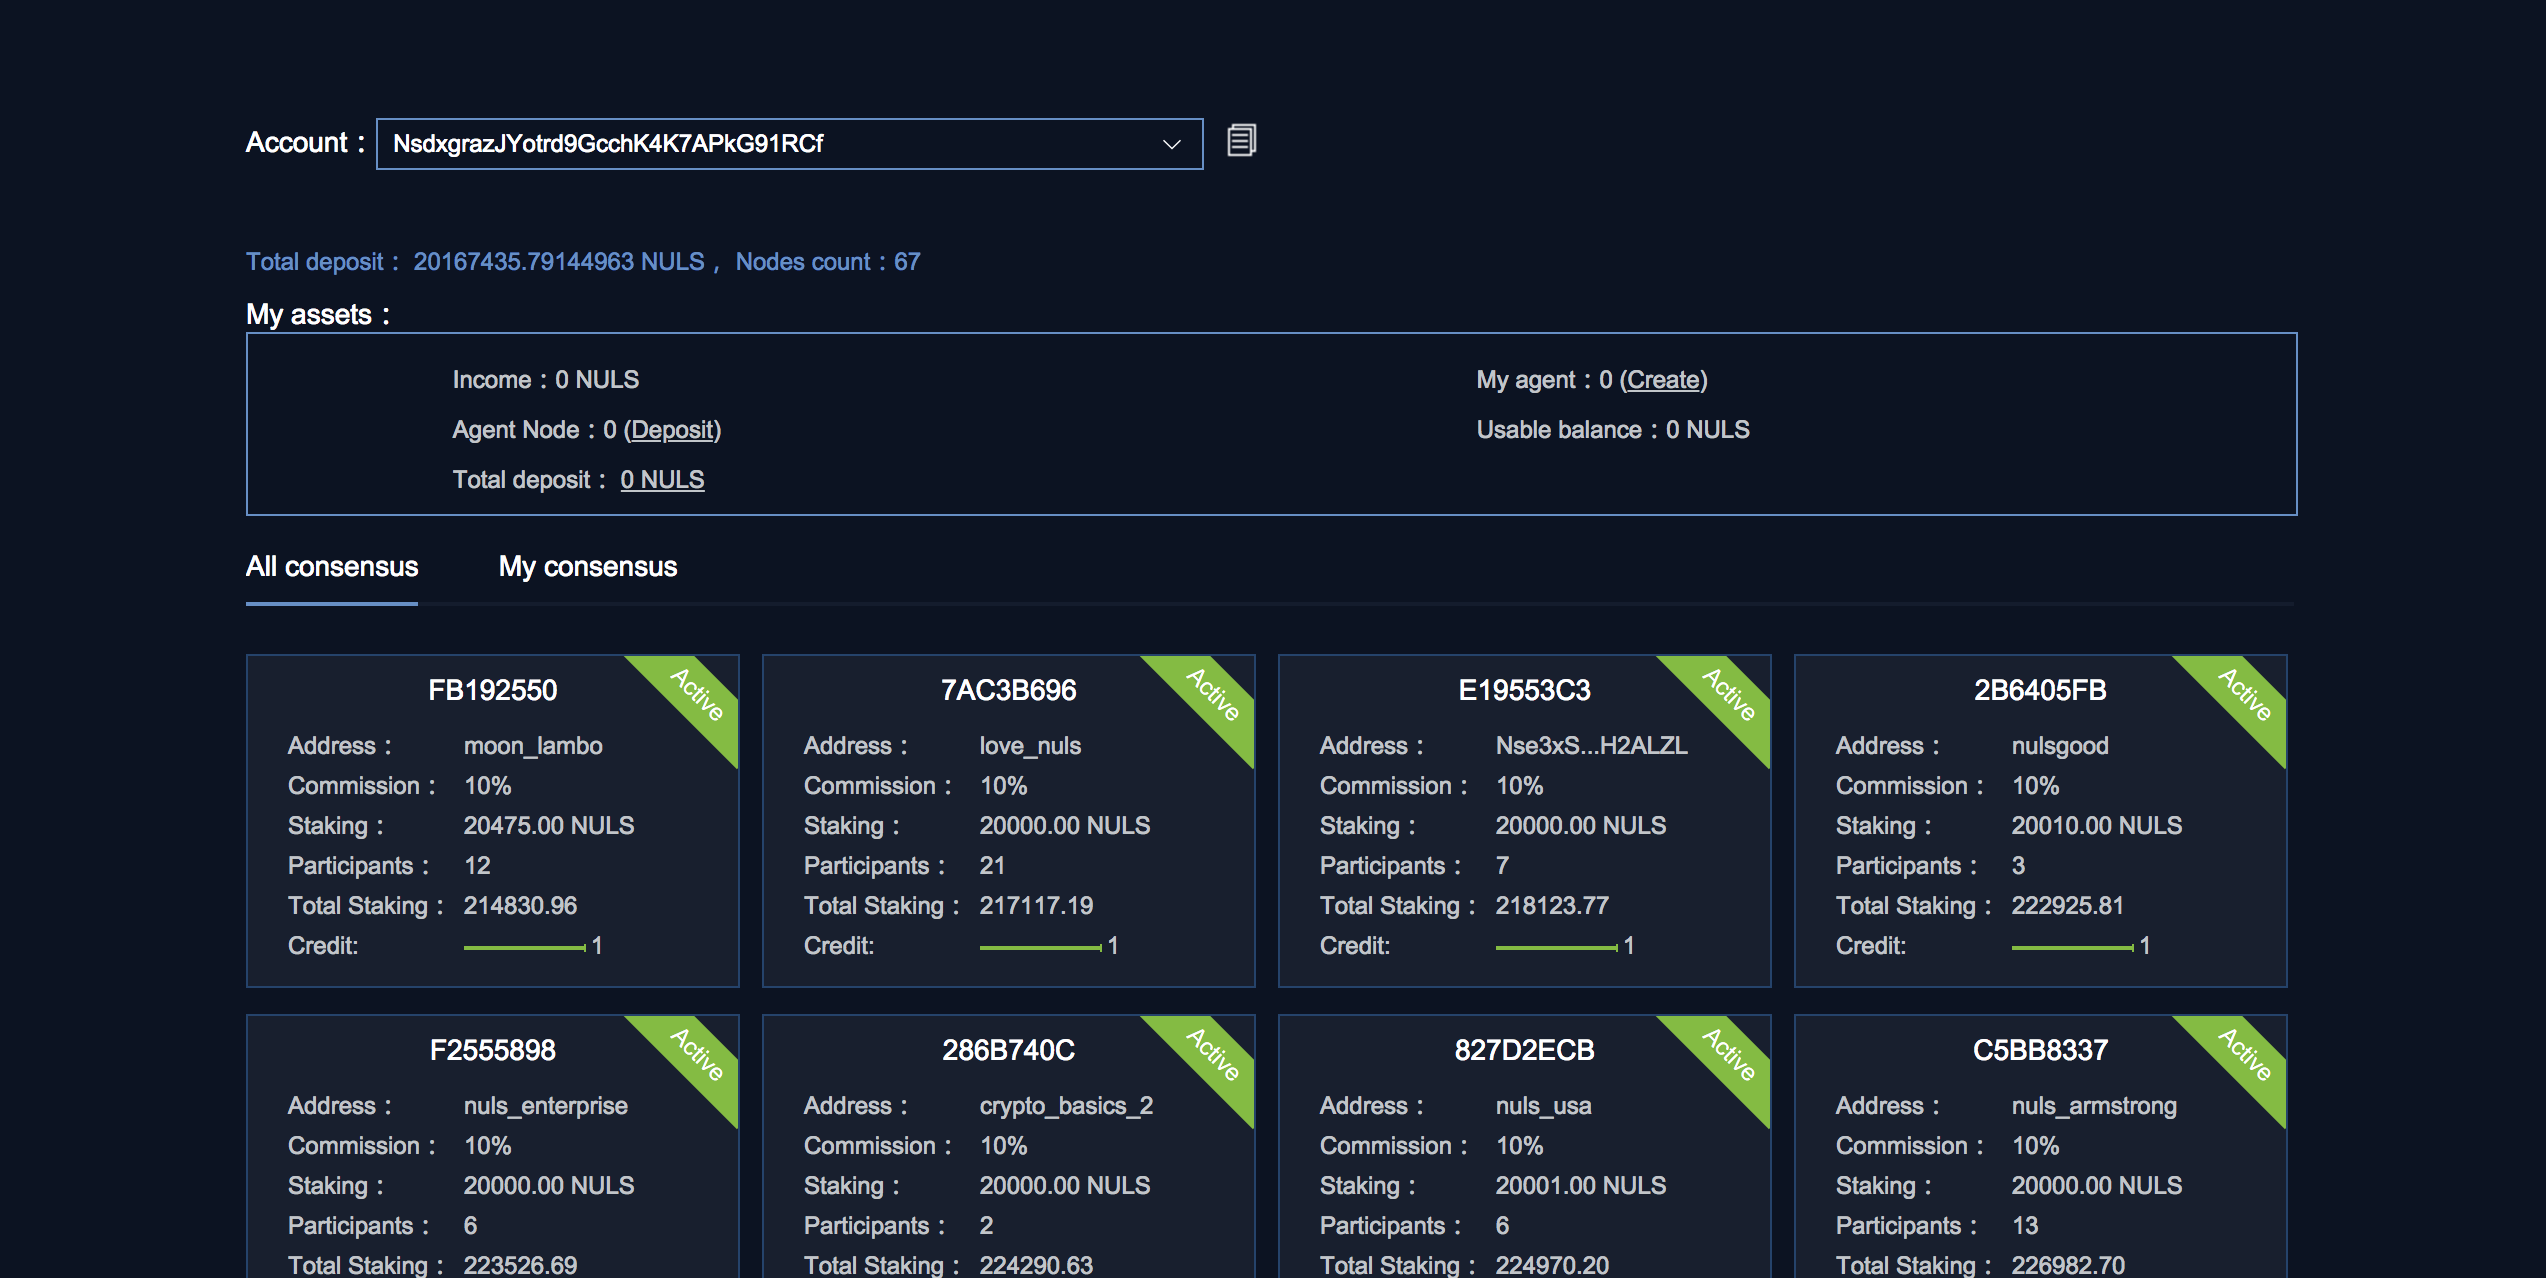 Account : NsdxgrazJYotrd9GcchK4K7APkG91RCf
Total deposit : 20167435.79144963 NULS , Nodes count : 67
My assets :
Income : 0 NULS
My agent : 0 (Create)
Agent Node : 0 (Deposit)
Usable balance : 0 NULS
Total deposit : 0 NULS
All consensus
My consensus
FB192550
Active
Address : moon_lambo
Commission : 10%
Staking : 20475.00 NULS
Participants : 12
Total Staking : 214830.96
Credit: 1
7AC3B696
Active
Address : love_nuls
Commission : 10%
Staking : 20000.00 NULS
Participants : 21
Total Staking : 217117.19
Credit: 1
E19553C3
Active
Address : Nse3xS...H2ALZL
Commission : 10%
Staking : 20000.00 NULS
Participants : 7
Total Staking : 218123.77
Credit: 1
2B6405FB
Active
Address : nulsgood
Commission : 10%
Staking : 20010.00 NULS
Participants : 3
Total Staking : 222925.81
Credit: 1
F2555898
Active
Address : nuls_enterprise
Commission : 10%
Staking : 20000.00 NULS
Participants : 6
Total Staking : 223526.69
286B740C
Active
Address : crypto_basics_2
Commission : 10%
Staking : 20000.00 NULS
Participants : 2
Total Staking : 224290.63
827D2ECB
Active
Address : nuls_usa
Commission : 10%
Staking : 20001.00 NULS
Participants : 6
Total Staking : 224970.20
C5BB8337
Active
Address : nuls_armstrong
Commission : 10%
Staking : 20000.00 NULS
Participants : 13
Total Staking : 226982.70